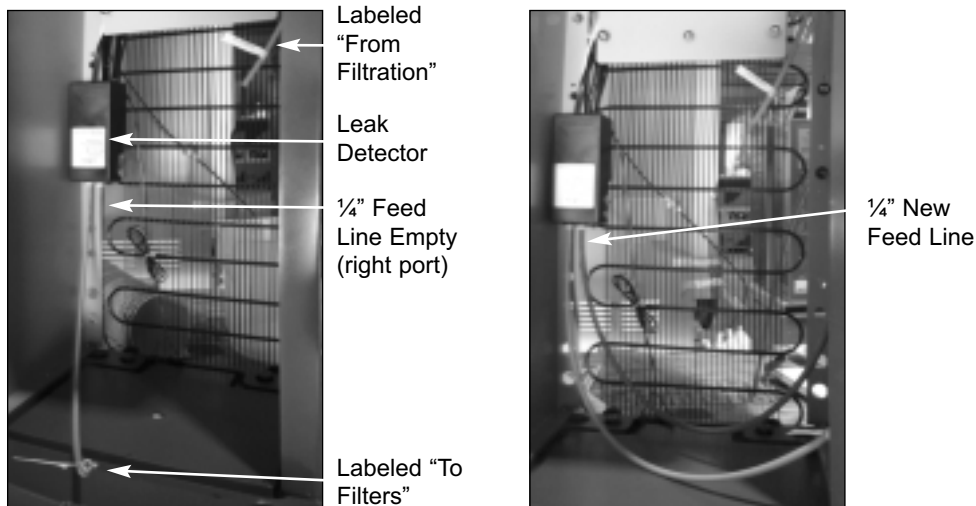 Labeled
“From
Filtration”
Leak
Detector
¼” Feed
Line Empty
(right port)
Labeled “To
Filters”
¼” New
Feed Line